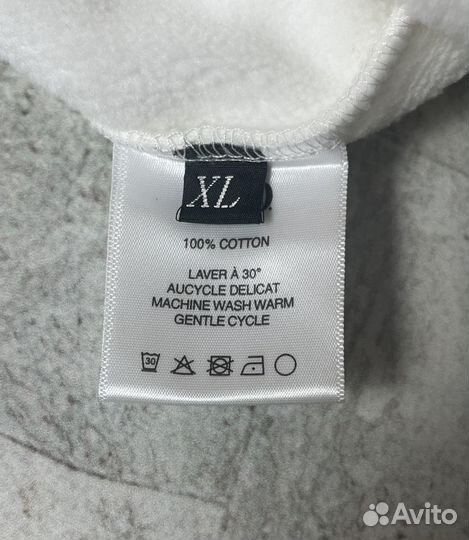 XL
100% COTTON
LAVER À 30°
AUCYCLE DELICAT
MACHINE WASH WARM
GENTLE CYCLE
30
Avito